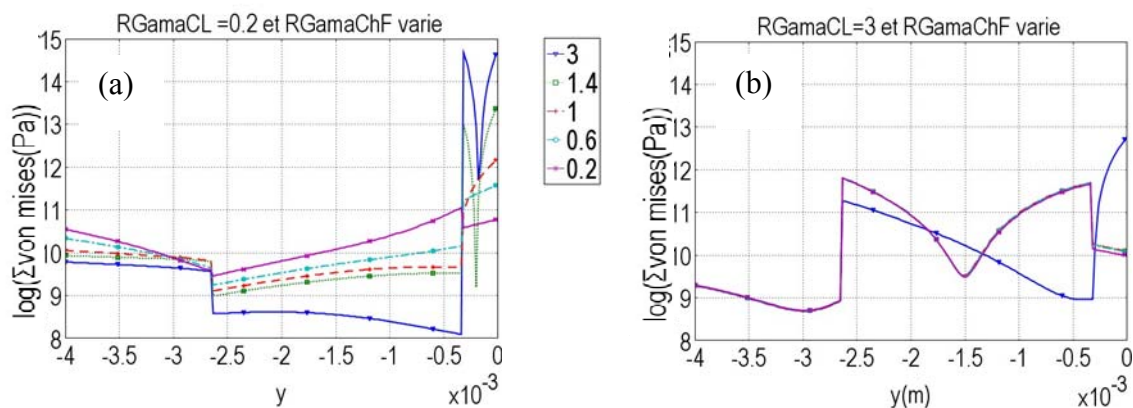 RGamaCL =0.2 et RGamaChF varie
(a)
log(Σvon mises(Pa))
15
14
13
12
11
10
9
8
-4 -3.5 -3 -2.5 -2 -1.5 -1 -0.5 0
x10⁻³
y
3
1.4
1
0.6
0.2
RGamaCL=3 et RGamaChF varie
(b)
log(Σvon mises(Pa))
15
14
13
12
11
10
9
8
-4 -3.5 -3 -2.5 -2 -1.5 -1 -0.5 0
x10⁻³
y(m)